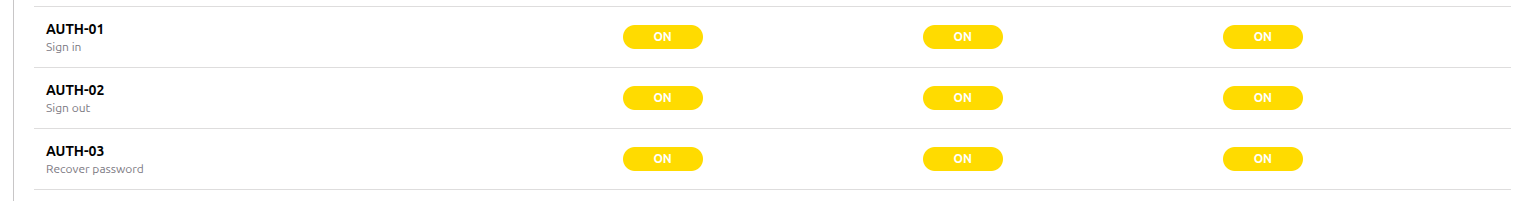 AUTH-01
Sign in
ON ON ON
AUTH-02
Sign out
ON ON ON
AUTH-03
Recover password
ON ON ON